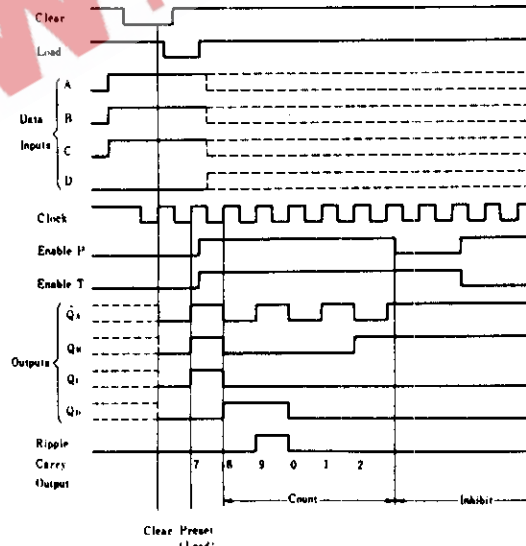 Clear
Load
Data
Inputs
A
B
C
D
Clock
Enable P
Enable T
Outputs
QA
QB
QC
QD
Ripple
Carry
Output
7 8 9 0 1 2
Count
Inhibit
Clear Preset
(Load)